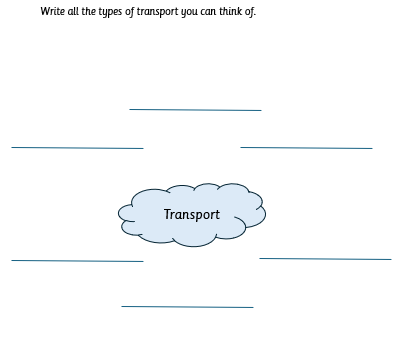 Write all the types of transport you can think of.
Transport